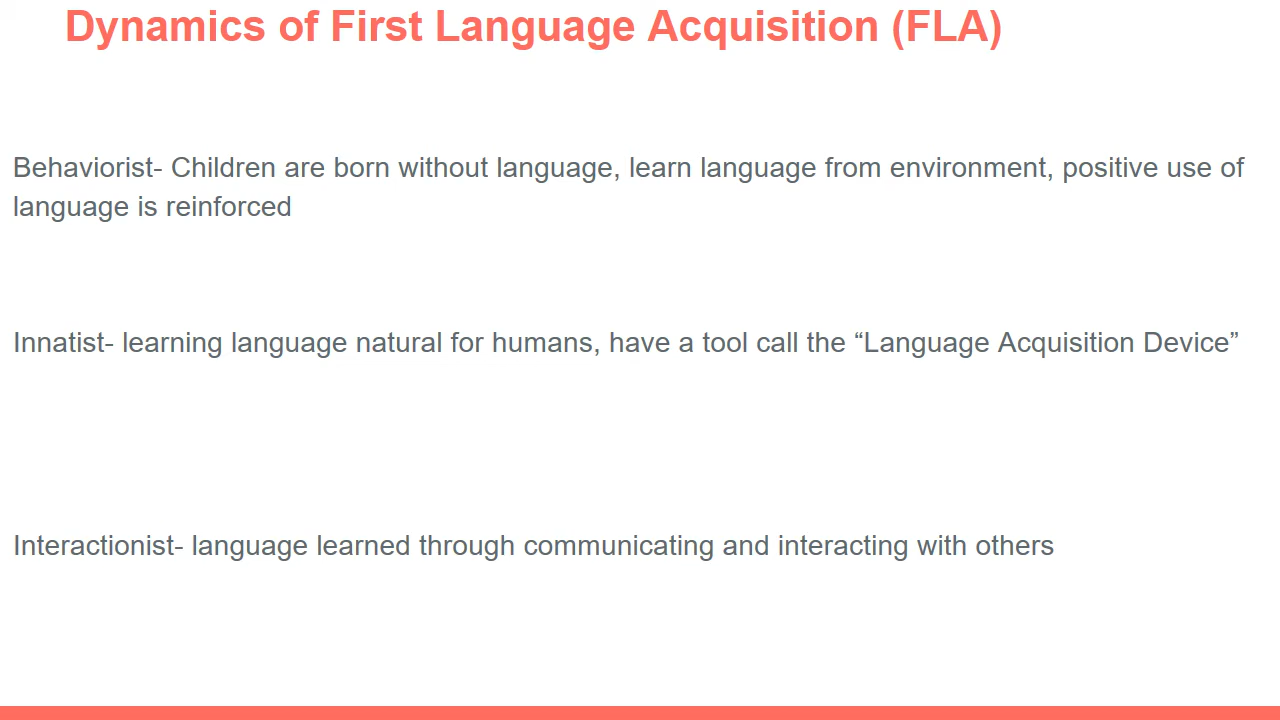 Dynamics of First Language Acquisition (FLA)
Behaviorist- Children are born without language, learn language from environment, positive use of
language is reinforced
Innatist- learning language natural for humans, have a tool call the “Language Acquisition Device”
Interactionist- language learned through communicating and interacting with others